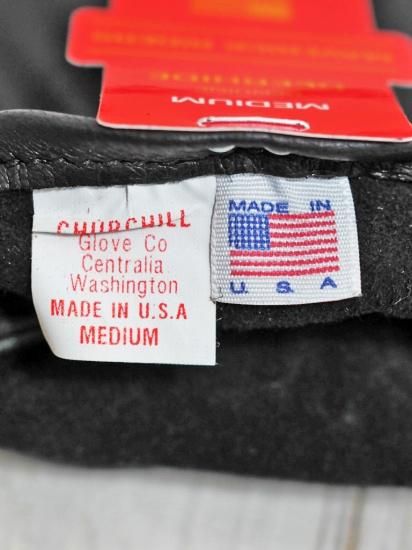 MEDIUM
CHURCHILL
Glove Co
Centralia
Washington
MADE IN U.S.A
MEDIUM
MADE IN
U. S. A